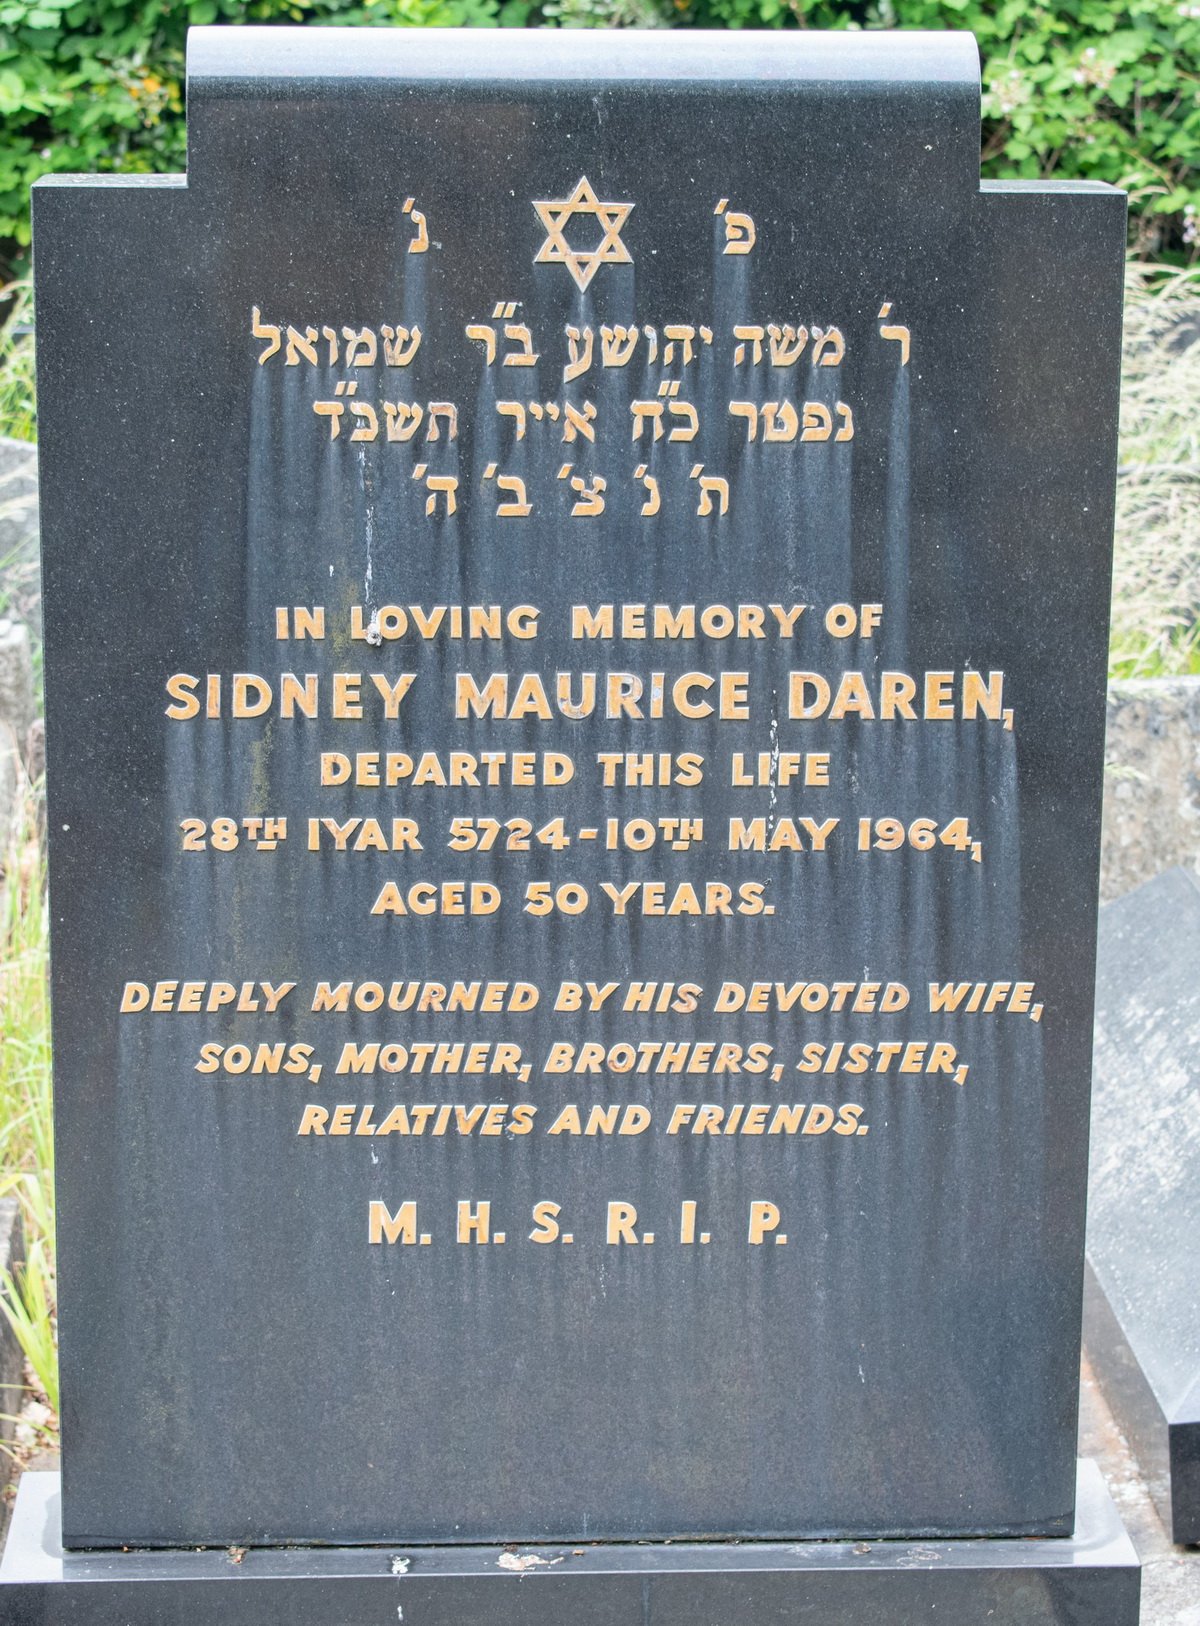 פ׳ נ׳
ר׳ משה יהושע ב״ר שמואל
נפטר כ״ח אייר תשכ״ד
ת׳ נ׳ צ׳ ב׳ ה׳
IN LOVING MEMORY OF
SIDNEY MAURICE DAREN,
DEPARTED THIS LIFE
28TH IYAR 5724-10TH MAY 1964,
AGED 50 YEARS.
DEEPLY MOURNED BY HIS DEVOTED WIFE,
SONS, MOTHER, BROTHERS, SISTER,
RELATIVES AND FRIENDS.
M. H. S. R. I. P.